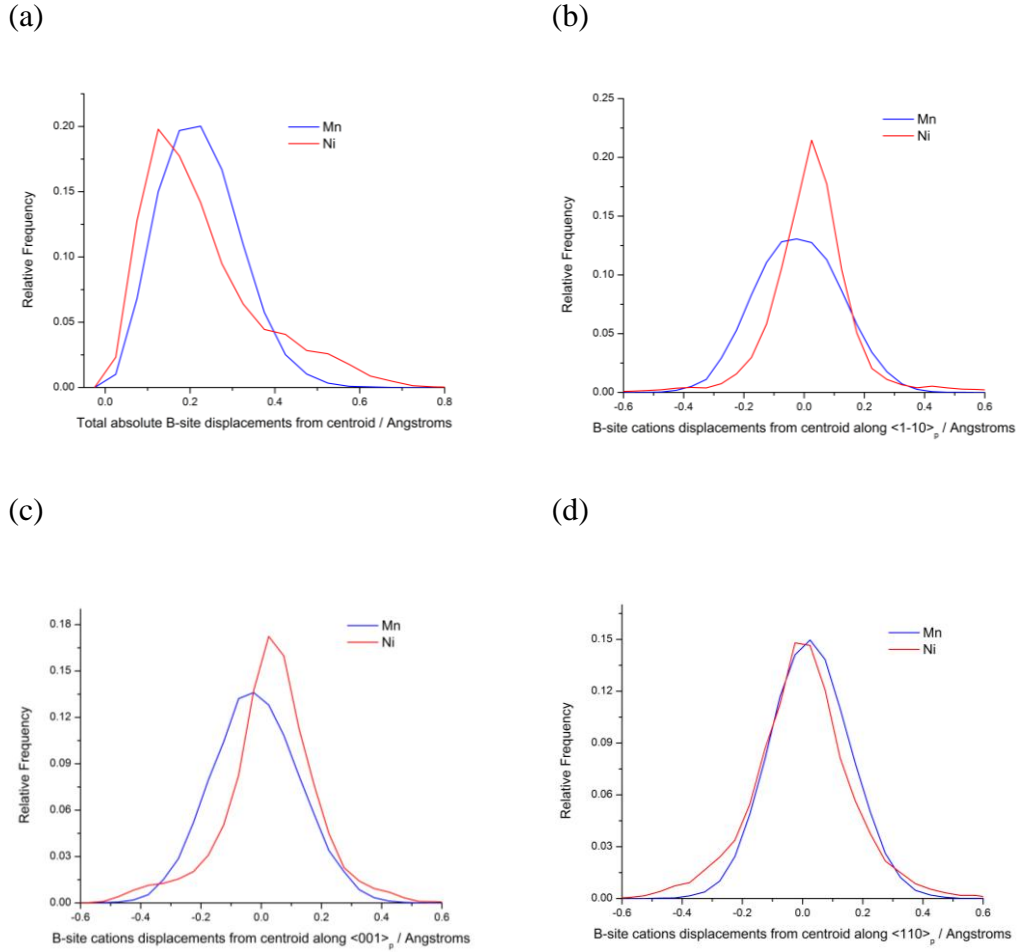 (a)
0.20
0.15
0.10
0.05
0.00
0.0
0.2
0.4
0.6
0.8
Relative Frequency
Mn
Ni
Total absolute B-site displacements from centroid / Angstroms
(b)
0.25
0.20
0.15
0.10
0.05
0.00
-0.6
-0.4
-0.2
0.0
0.2
0.4
0.6
Relative Frequency
Mn
Ni
B-site cations displacements from centroid along <1-10>p / Angstroms
(c)
0.18
0.15
0.12
0.09
0.06
0.03
0.00
-0.6
-0.4
-0.2
0.0
0.2
0.4
0.6
Relative Frequency
Mn
Ni
B-site cations displacements from centroid along <001>p / Angstroms
(d)
0.15
0.12
0.09
0.06
0.03
0.00
-0.6
-0.4
-0.2
0.0
0.2
0.4
0.6
Relative Frequency
Mn
Ni
B-site cations displacements from centroid along <110>p / Angstroms